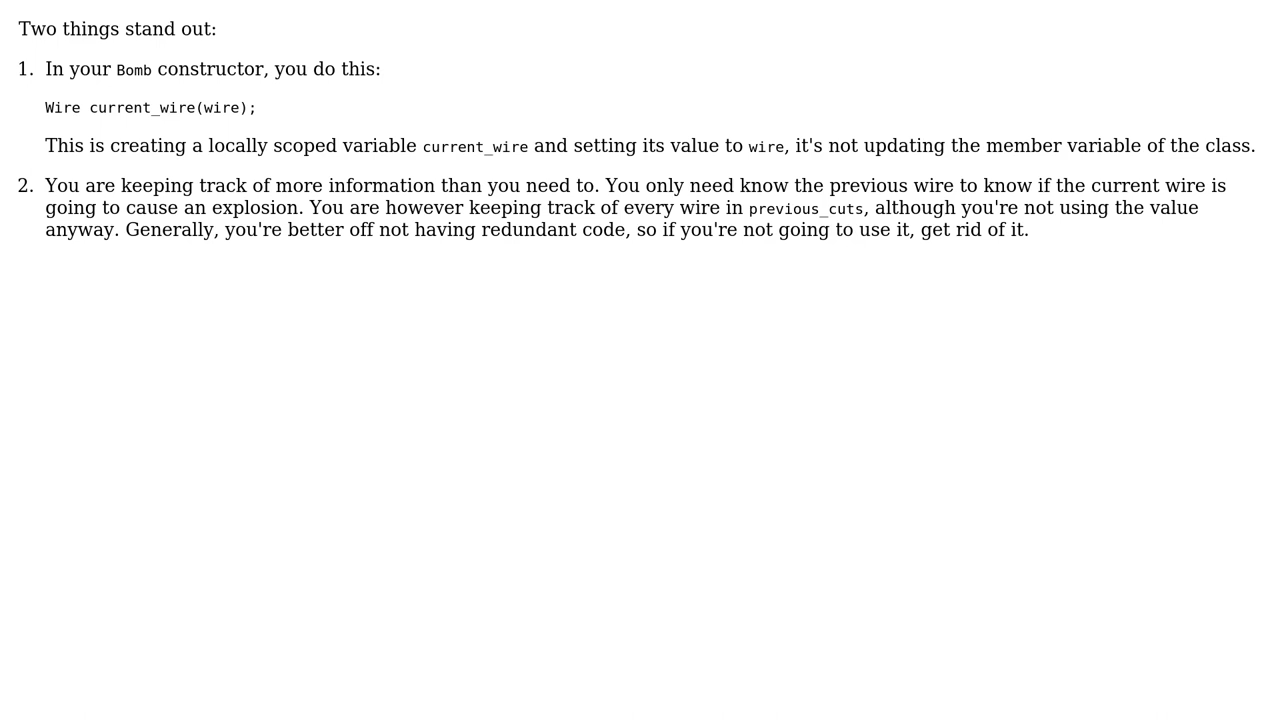 Two things stand out:
1. In your Bomb constructor, you do this:
Wire current_wire(wire);
This is creating a locally scoped variable current_wire and setting its value to wire, it's not updating the member variable of the class.
2. You are keeping track of more information than you need to. You only need know the previous wire to know if the current wire is
going to cause an explosion. You are however keeping track of every wire in previous_cuts, although you're not using the value
anyway. Generally, you're better off not having redundant code, so if you're not going to use it, get rid of it.